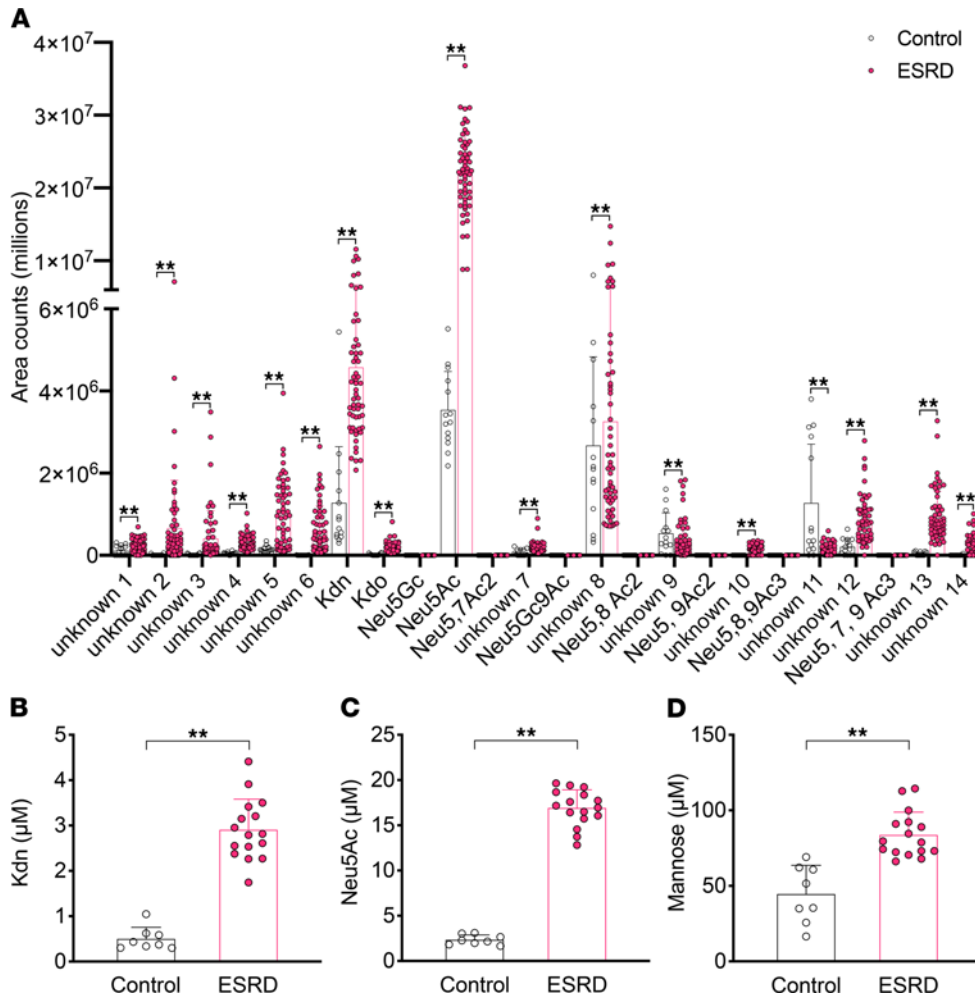 A
Control
ESRD
Area counts (millions)
4×10⁷
3×10⁷
2×10⁷
1×10⁷
6×10⁶
4×10⁶
2×10⁶
0
** ** ** ** ** ** ** ** ** ** ** ** ** ** ** ** **
unknown 1
unknown 2
unknown 3
unknown 4
unknown 5
unknown 6
Kdn
Kdo
Neu5Gc
Neu5Ac
Neu5,7Ac2
unknown 7
Neu5Gc9Ac
unknown 8
Neu5,8 Ac2
unknown 9
Neu5, 9Ac2
unknown 10
Neu5,8,9Ac3
unknown 11
unknown 12
Neu5, 7, 9 Ac3
unknown 13
unknown 14
B
Kdn (µM)
5
4
3
2
1
0
**
Control ESRD
C
Neu5Ac (µM)
25
20
15
10
5
0
**
Control ESRD
D
Mannose (µM)
150
100
50
0
**
Control ESRD